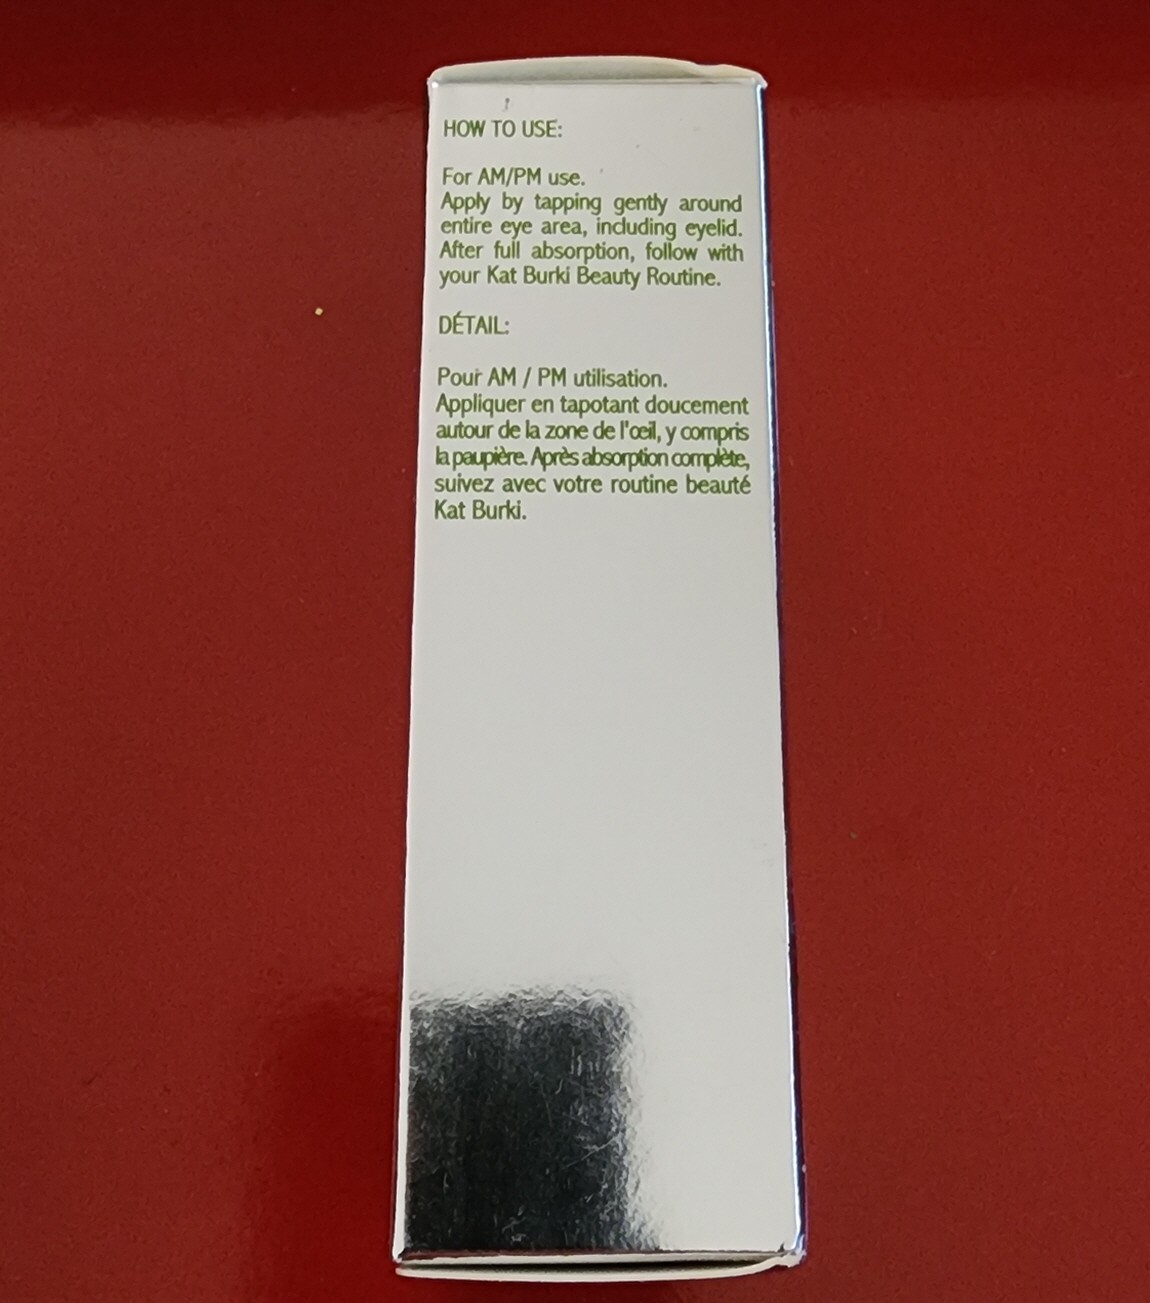 HOW TO USE:
For AM/PM use.
Apply by tapping gently around
entire eye area, including eyelid.
After full absorption, follow with
your Kat Burki Beauty Routine.
DÉTAIL:
Pour AM / PM utilisation.
Appliquer en tapotant doucement
autour de la zone de l'œil, y compris
la paupière. Après absorption complète,
suivez avec votre routine beauté
Kat Burki.